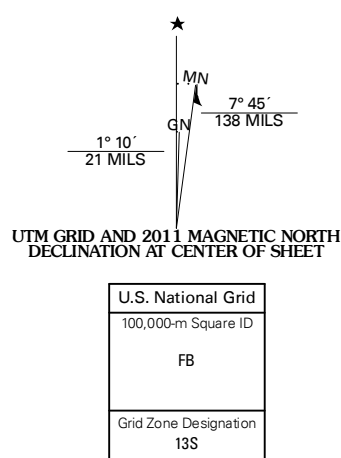 MN
7° 45´
138 MILS
GN
1° 10´
21 MILS
UTM GRID AND 2011 MAGNETIC NORTH
DECLINATION AT CENTER OF SHEET
U.S. National Grid
100,000-m Square ID
FB
Grid Zone Designation
13S